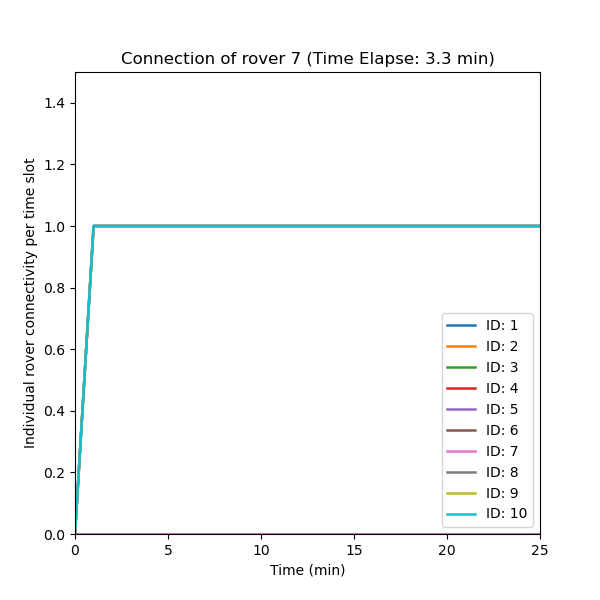 Connection of rover 7 (Time Elapse: 3.3 min)
Individual rover connectivity per time slot
1.4
1.2
1.0
0.8
0.6
0.4
0.2
0.0
ID: 1
ID: 2
ID: 3
ID: 4
ID: 5
ID: 6
ID: 7
ID: 8
ID: 9
ID: 10
0 5 10 15 20 25
Time (min)